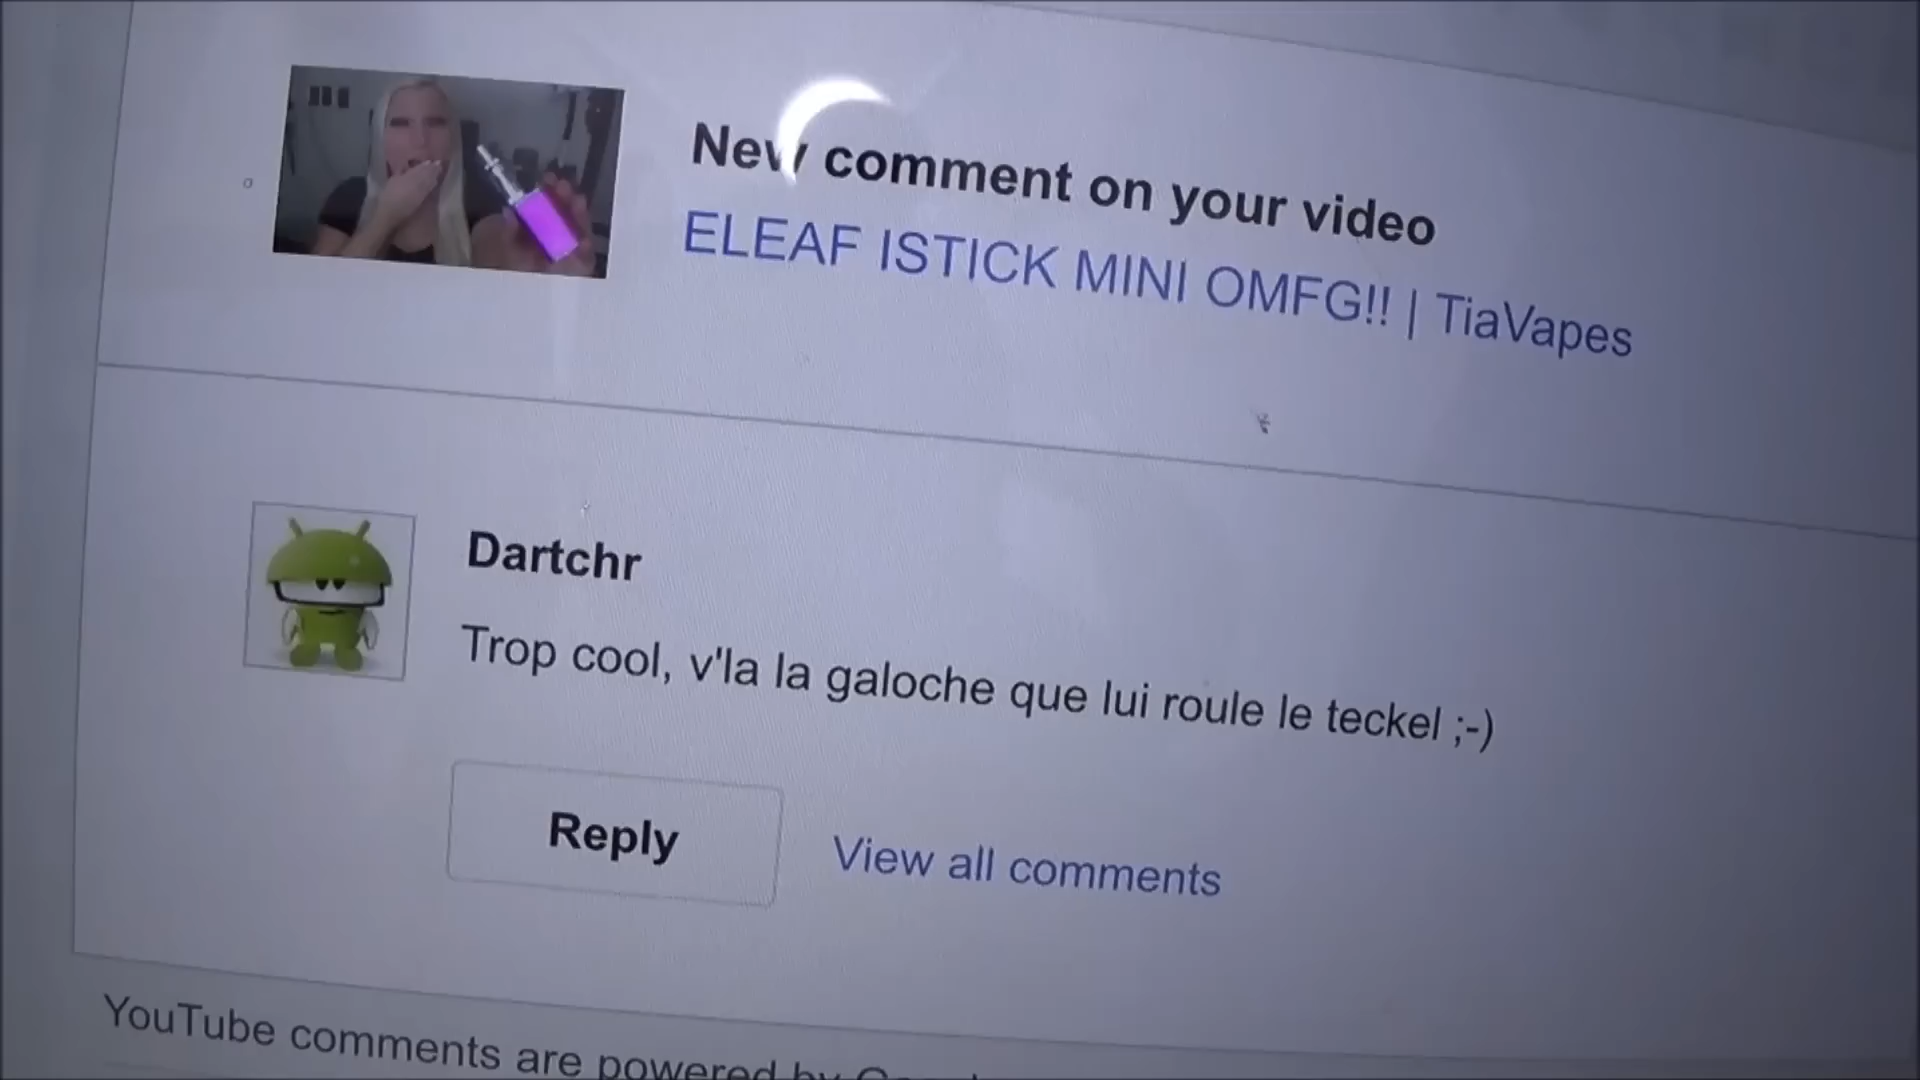 New comment on your video
ELEAF ISTICK MINI OMFG!! | TiaVapes
Dartchr
Trop cool, v'la la galoche que lui roule le teckel ;-)
Reply
View all comments
YouTube comments are powered by